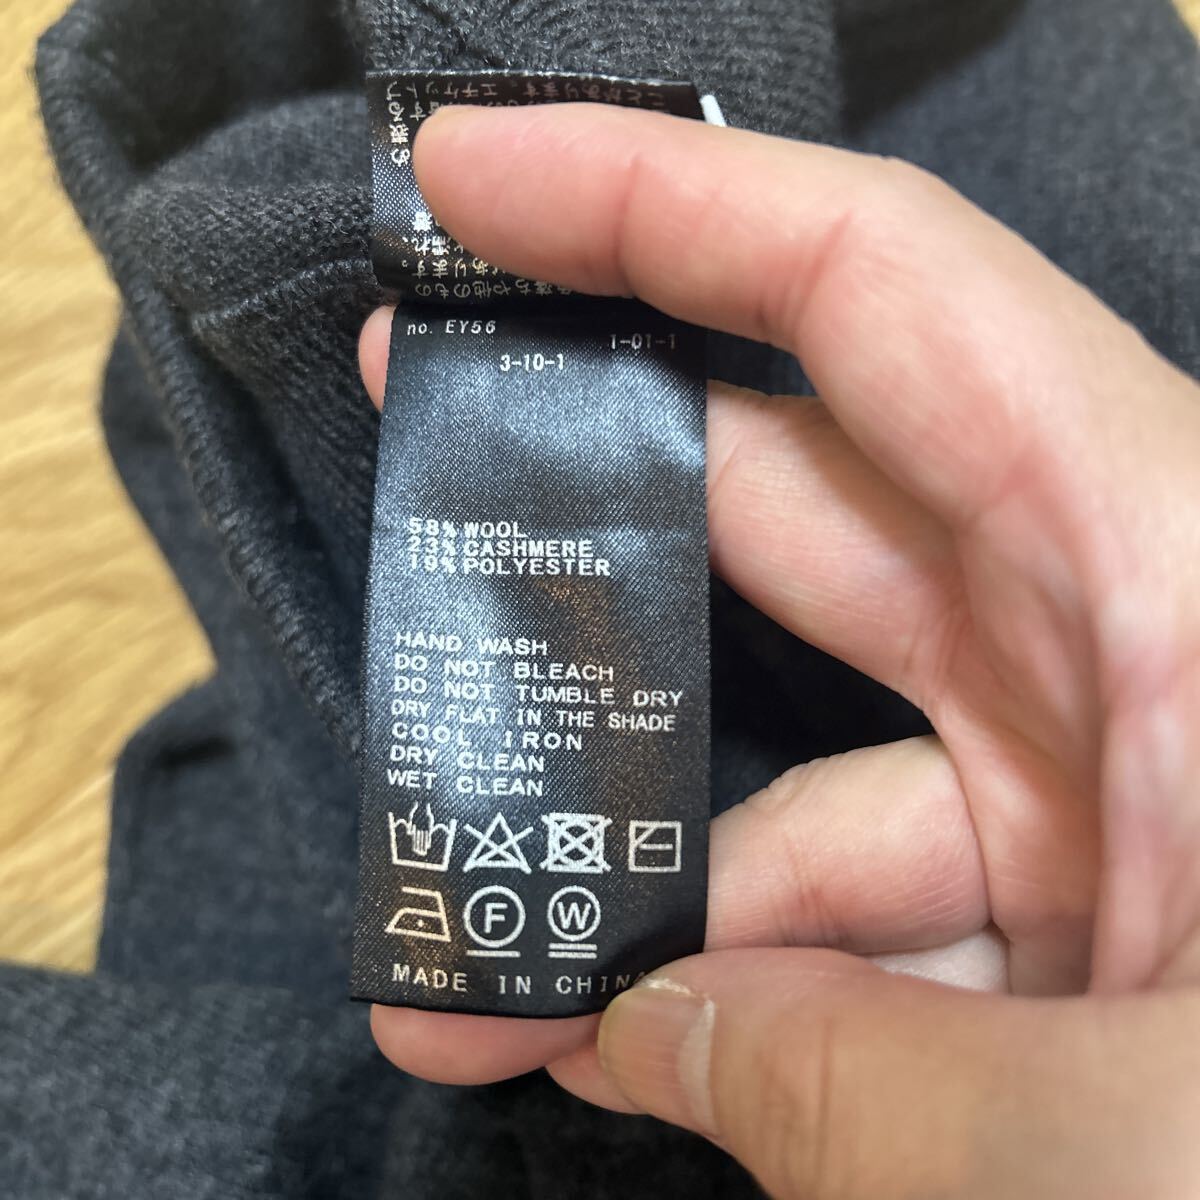 no. EY56
1-01-1
3-10-1
58% WOOL
23% CASHMERE
19% POLYESTER
HAND WASH
DO NOT BLEACH
DO NOT TUMBLE DRY
DRY FLAT IN THE SHADE
COOL IRON
DRY CLEAN
WET CLEAN
F
W
MADE IN CHINA